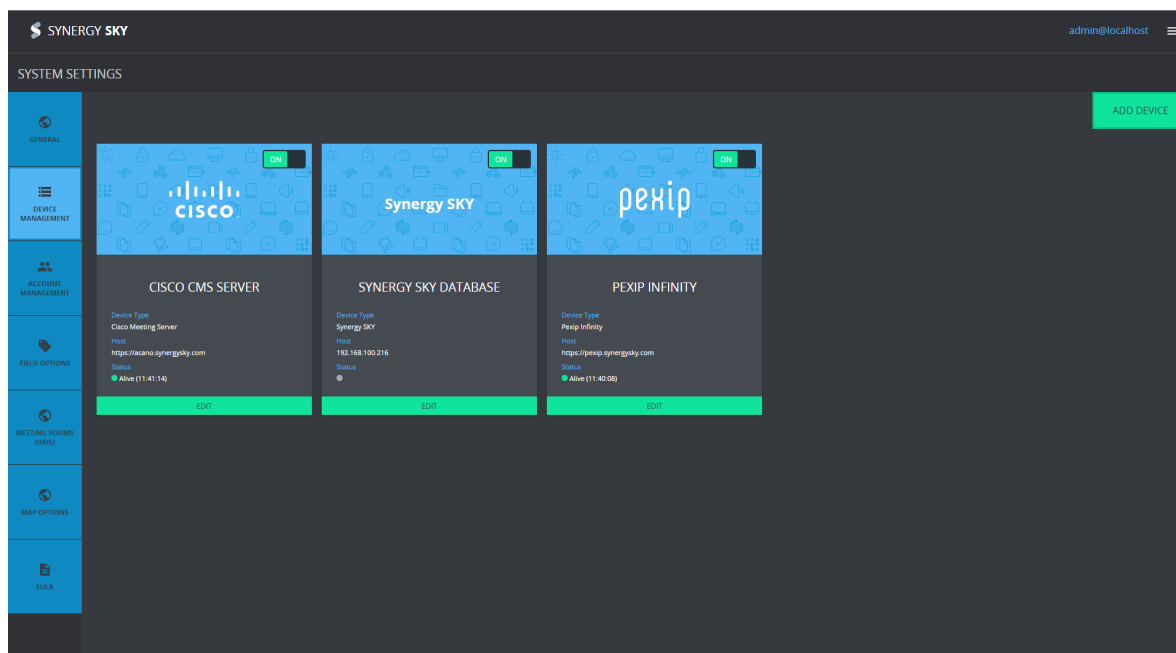 SYNERGY SKY
admin@localhost
SYSTEM SETTINGS
ADD DEVICE
GENERAL
DEVICE
MANAGEMENT
ACCOUNT
MANAGEMENT
FIELD OPTIONS
MEETING ROOMS
(URIS)
MAP OPTIONS
EULA
ON
CISCO
CISCO CMS SERVER
Device Type
Cisco Meeting Server
Host
https://acano.synergysky.com
Status
Alive (11:41:14)
EDIT
ON
Synergy SKY
SYNERGY SKY DATABASE
Device Type
Synergy SKY
Host
192.168.100.216
Status
EDIT
ON
pexip
PEXIP INFINITY
Device Type
Pexip Infinity
Host
https://pexip.synergysky.com
Status
Alive (11:40:08)
EDIT